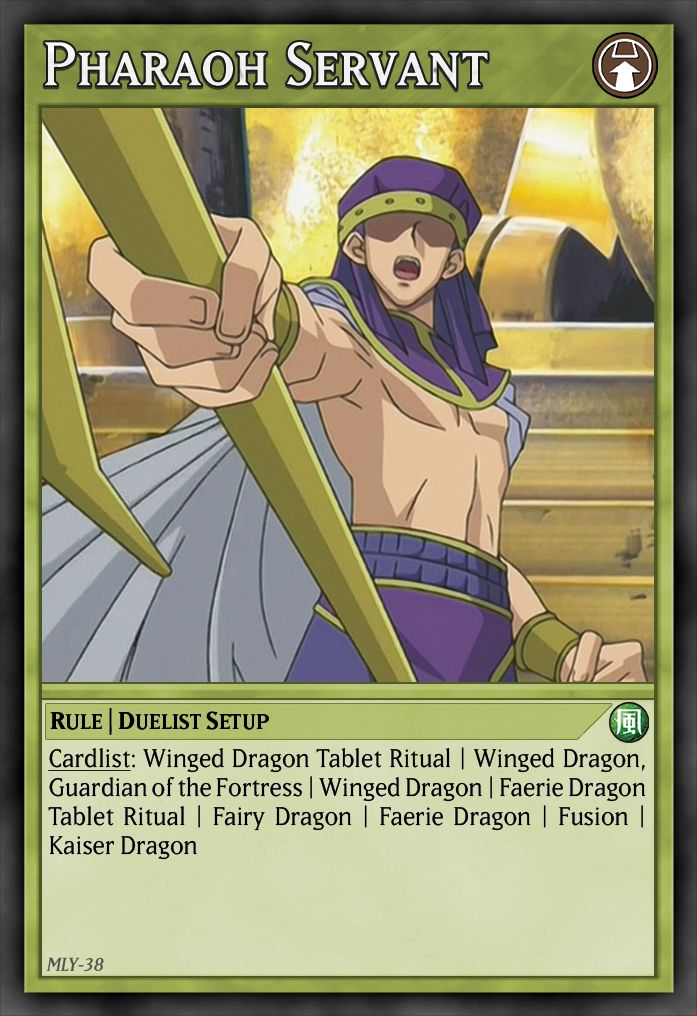 Pharaoh Servant
Rule | Duelist Setup
風
Cardlist: Winged Dragon Tablet Ritual | Winged Dragon,
Guardian of the Fortress | Winged Dragon | Faerie Dragon
Tablet Ritual | Fairy Dragon | Faerie Dragon | Fusion |
Kaiser Dragon
MLY-38